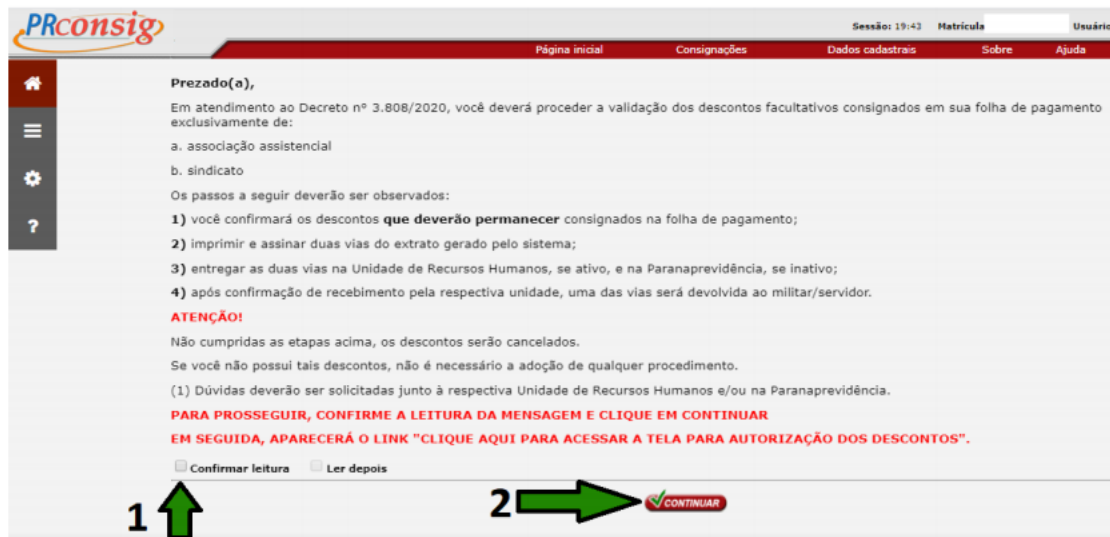 PRconsig
Sessão: 19:43 Matrícula Usuário
Página inicial Consignações Dados cadastrais Sobre Ajuda
Prezado(a),
Em atendimento ao Decreto nº 3.808/2020, você deverá proceder a validação dos descontos facultativos consignados em sua folha de pagamento
exclusivamente de:
a. associação assistencial
b. sindicato
Os passos a seguir deverão ser observados:
1) você confirmará os descontos que deverão permanecer consignados na folha de pagamento;
2) imprimir e assinar duas vias do extrato gerado pelo sistema;
3) entregar as duas vias na Unidade de Recursos Humanos, se ativo, e na Paranaprevidência, se inativo;
4) após confirmação de recebimento pela respectiva unidade, uma das vias será devolvida ao militar/servidor.
ATENÇÃO!
Não cumpridas as etapas acima, os descontos serão cancelados.
Se você não possui tais descontos, não é necessário a adoção de qualquer procedimento.
(1) Dúvidas deverão ser solicitadas junto à respectiva Unidade de Recursos Humanos e/ou na Paranaprevidência.
PARA PROSSEGUIR, CONFIRME A LEITURA DA MENSAGEM E CLIQUE EM CONTINUAR
EM SEGUIDA, APARECERÁ O LINK "CLIQUE AQUI PARA ACESSAR A TELA PARA AUTORIZAÇÃO DOS DESCONTOS".
Confirmar leitura Ler depois
1 2 CONTINUAR